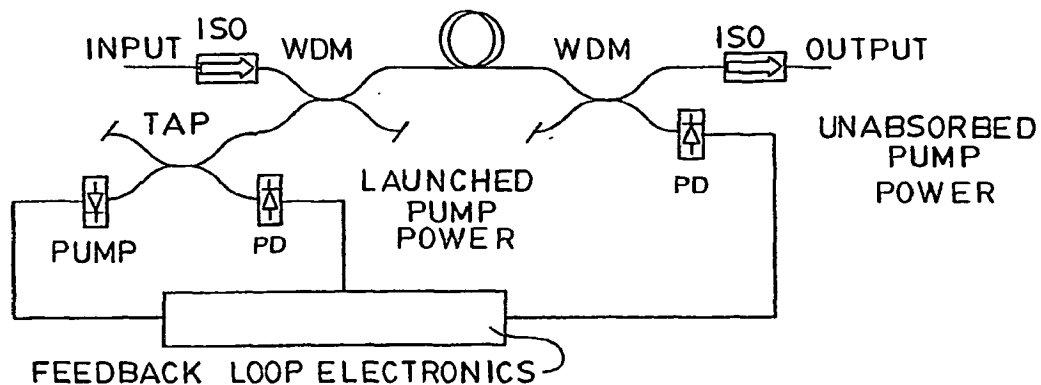 INPUT
ISO
WDM
WDM
ISO
OUTPUT
TAP
PUMP
PD
LAUNCHED
PUMP
POWER
PD
UNABSORBED
PUMP
POWER
FEEDBACK LOOP ELECTRONICS